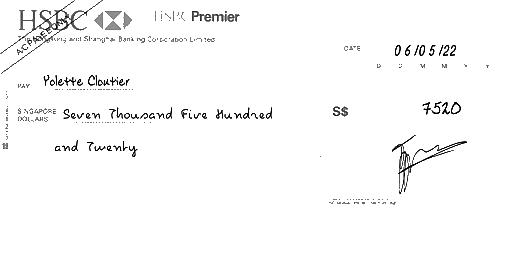 HSBC HSBC Premier
The Hongkong and Shanghai Banking Corporation Limited
A/C PAYEE ONLY
DATE 06/05/22
D D M M Y Y
PAY Polette Cloutier
SINGAPORE DOLLARS Seven Thousand Five Hundred
and Twenty
S$ 7520